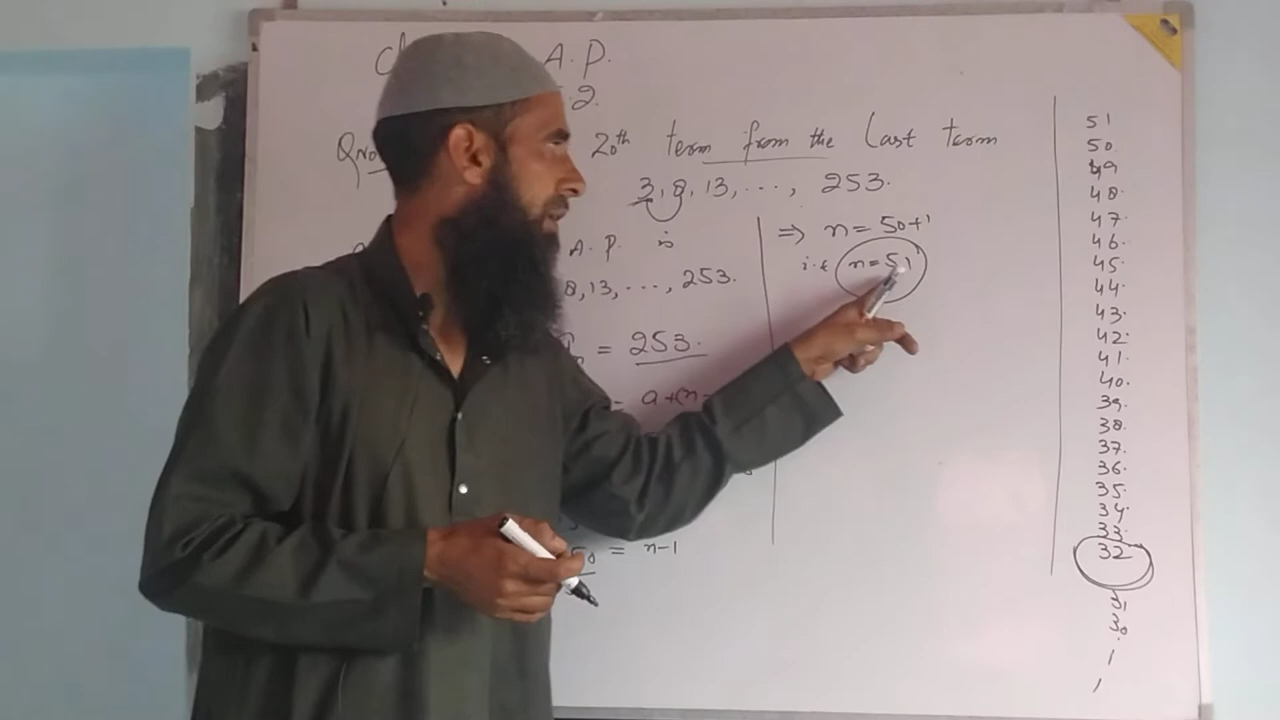 A.P.
.2.
20th term from the last term
3, 8, 13, ..., 253.
A.P. is
8, 13, ..., 253.
= 253.
= a+(n-
50 = n-1
⇒ n = 50+1
i.e n = 51
51
50.
49
48.
47.
46.
45.
44.
43.
42.
41.
40.
39.
38.
37.
36.
35.
34.
33.
32
31
30